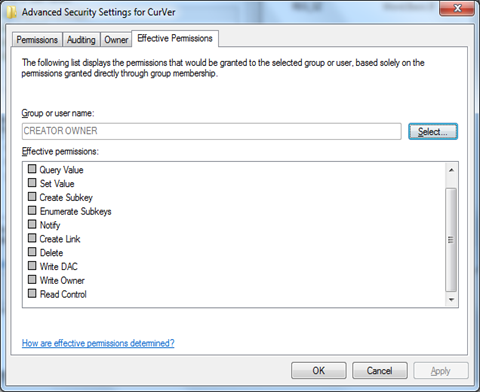 Advanced Security Settings for CurVer
Permissions Auditing Owner Effective Permissions
The following list displays the permissions that would be granted to the selected group or user, based solely on the
permissions granted directly through group membership.
Group or user name:
CREATOR OWNER Select...
Effective permissions:
Query Value
Set Value
Create Subkey
Enumerate Subkeys
Notify
Create Link
Delete
Write DAC
Write Owner
Read Control
How are effective permissions determined?
OK Cancel Apply